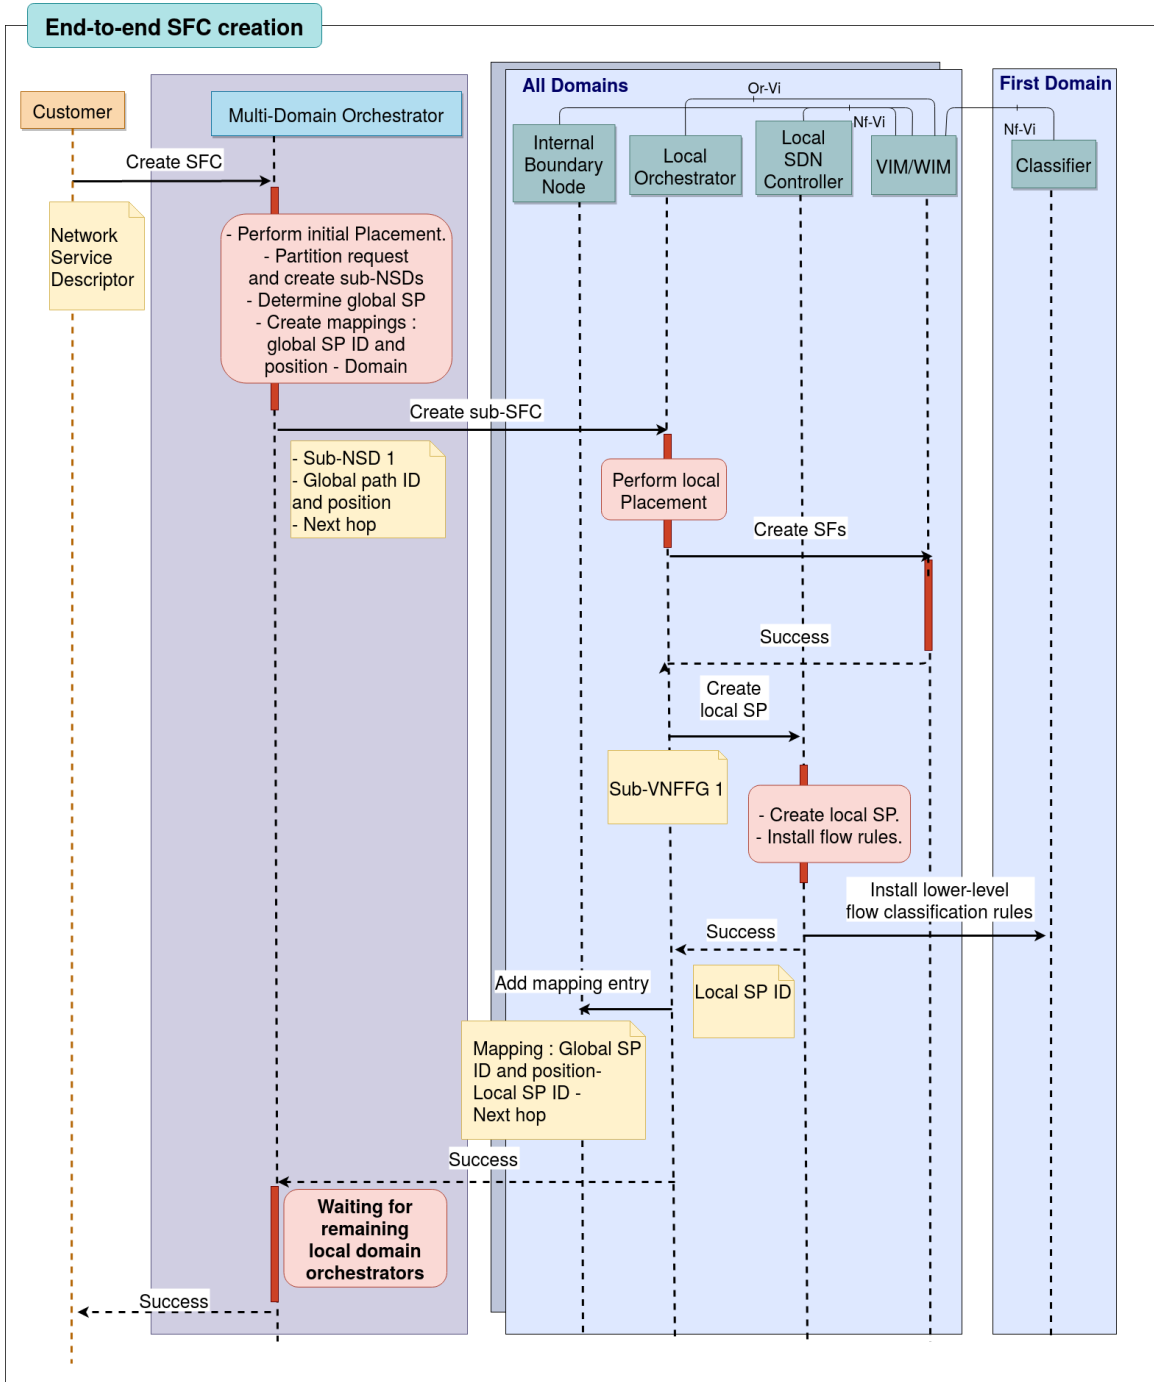 End-to-end SFC creation
All Domains
First Domain
Or-Vi
Nf-Vi
Nf-Vi
Customer
Multi-Domain Orchestrator
Internal
Boundary
Node
Local
Orchestrator
Local
SDN
Controller
VIM/WIM
Classifier
Create SFC
Network
Service
Descriptor
- Perform initial Placement.
- Partition request
and create sub-NSDs
- Determine global SP
- Create mappings :
global SP ID and
position - Domain
Create sub-SFC
- Sub-NSD 1
- Global path ID
and position
- Next hop
Perform local
Placement
Create SFs
Success
Create
local SP
Sub-VNFFG 1
- Create local SP.
- Install flow rules.
Install lower-level
flow classification rules
Success
Local SP ID
Add mapping entry
Mapping : Global SP
ID and position-
Local SP ID -
Next hop
Success
Waiting for
remaining
local domain
orchestrators
Success